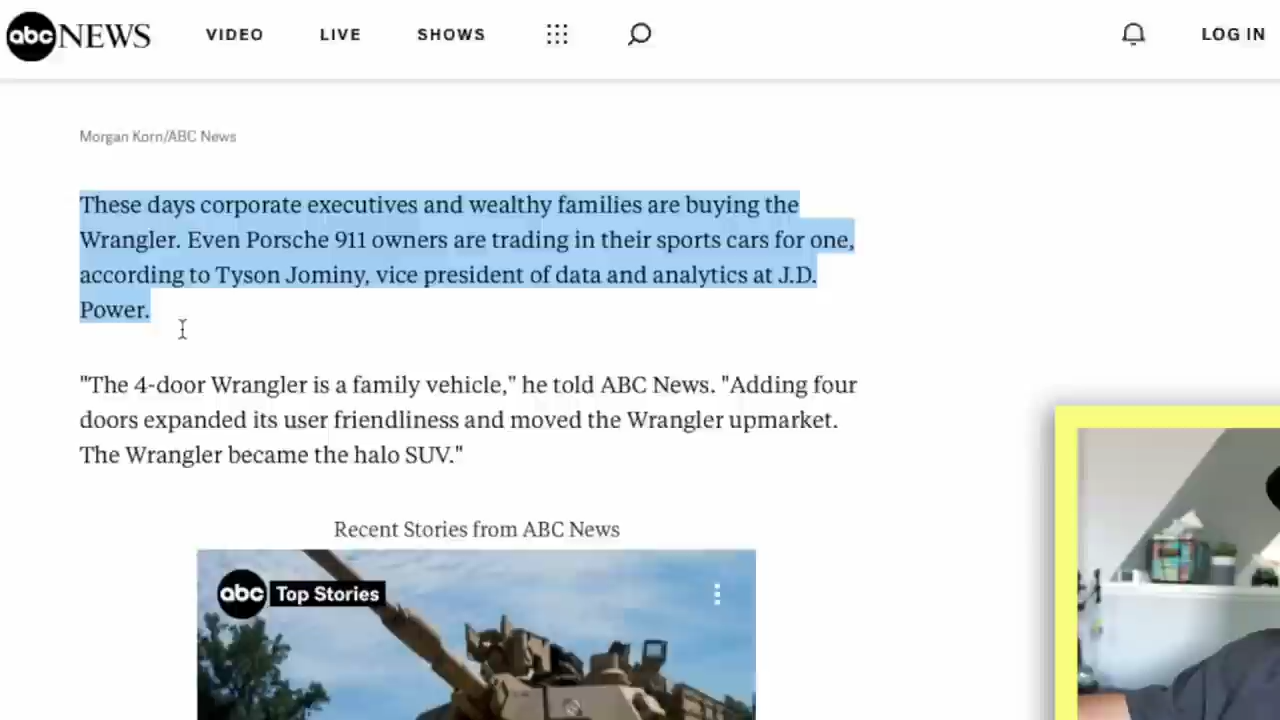 abc NEWS VIDEO LIVE SHOWS LOG IN
Morgan Korn/ABC News
These days corporate executives and wealthy families are buying the
Wrangler. Even Porsche 911 owners are trading in their sports cars for one,
according to Tyson Jominy, vice president of data and analytics at J.D.
Power.
"The 4-door Wrangler is a family vehicle," he told ABC News. "Adding four
doors expanded its user friendliness and moved the Wrangler upmarket.
The Wrangler became the halo SUV."
Recent Stories from ABC News
abc Top Stories